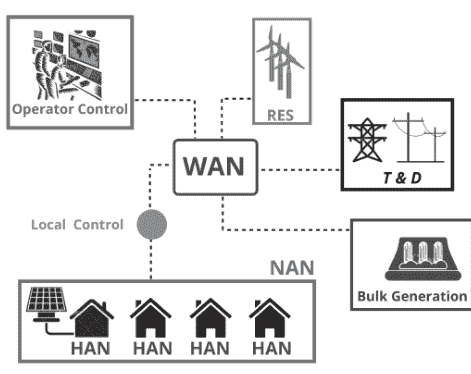 Operator Control
RES
WAN
T & D
Local Control
Bulk Generation
NAN
HAN HAN HAN HAN